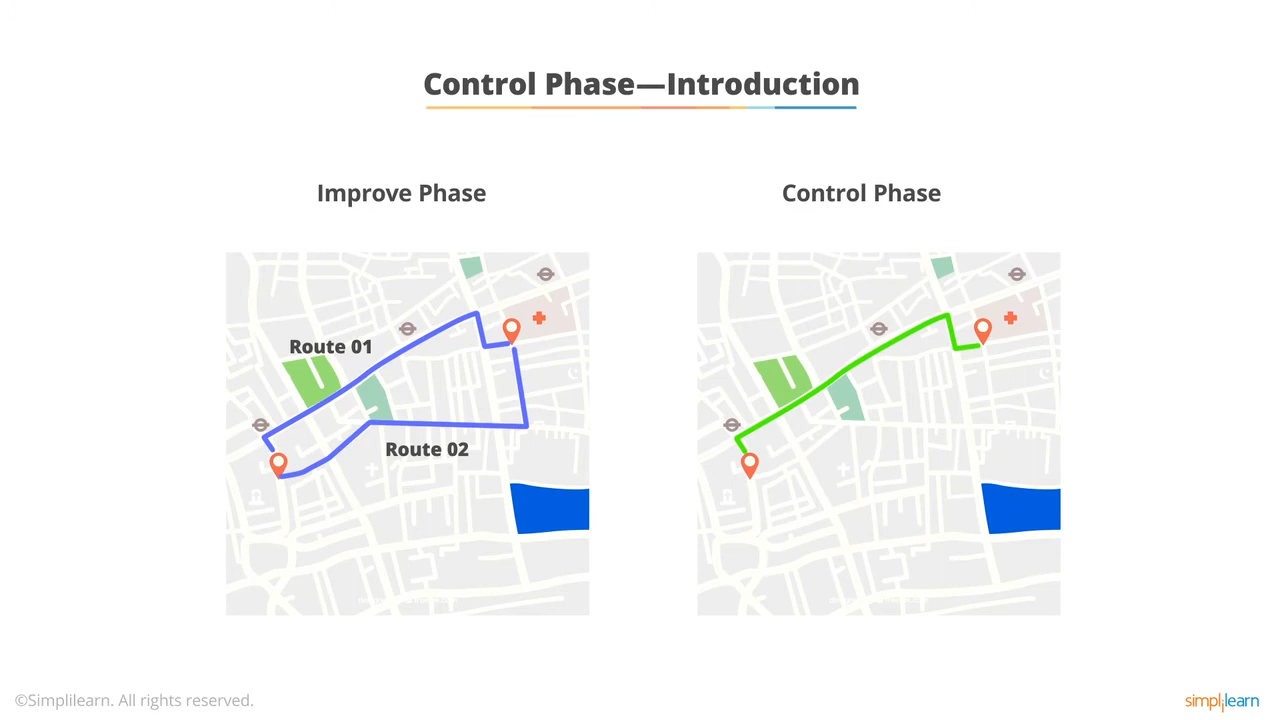 Control Phase—Introduction
Improve Phase
Control Phase
Route 01
Route 02
©Simplilearn. All rights reserved.
simplilearn